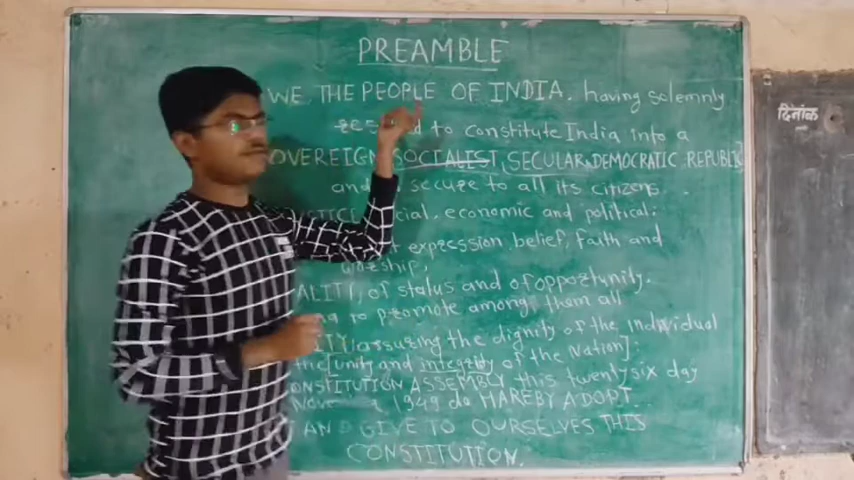 PREAMBLE
WE THE PEOPLE OF INDIA, having solemnly
to constitute India into a
OVEREIGN SOCIALIST SECULAR DEMOCRATIC REPUBLIC
and secure to all its citizens
cial, economic and political.
expression, belief, faith and
worship,
ALITY, of status and of opportunity.
to promote among them all
assuring the dignity of the individual
the [unity and integrity of the Nation]
CONSTITUENT ASSEMBLY this twenty six day
1949 do HAREBY ADOPT.
AND GIVE TO OURSELVES THIS
CONSTITUTION.
दिनांक